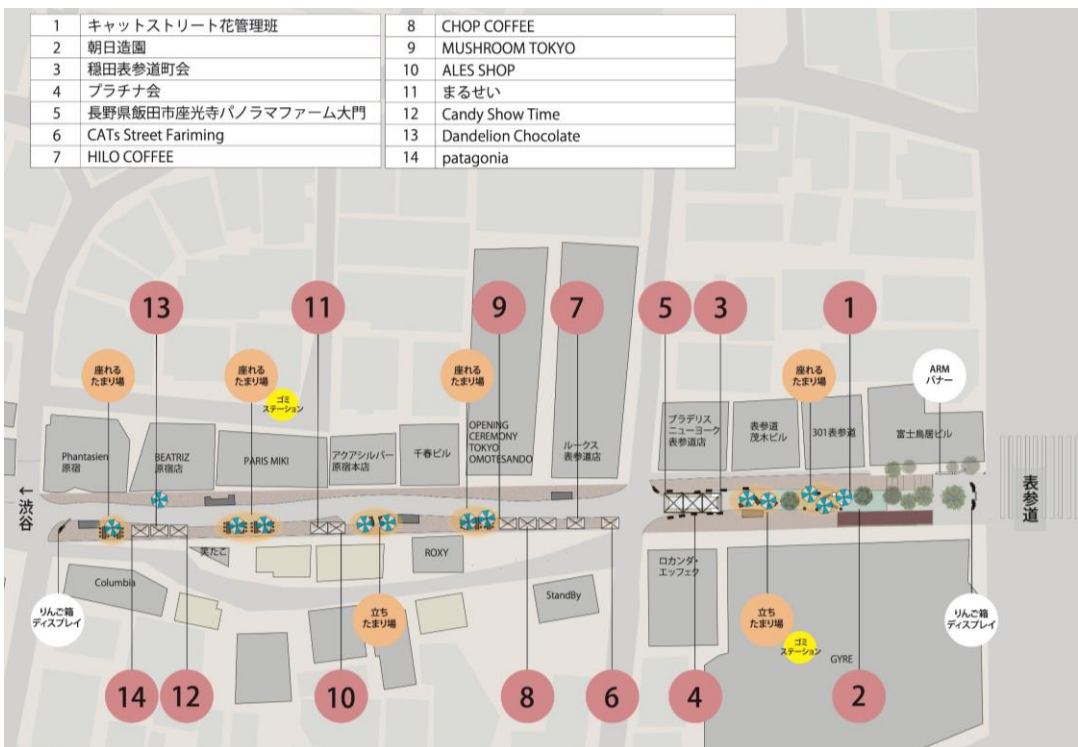 1 キャットストリート花管理班
2 朝日造園
3 穏田表参道町会
4 プラチナ会
5 長野県飯田市座光寺パノラマファーム大門
6 CATs Street Fariming
7 HILO COFFEE
8 CHOP COFFEE
9 MUSHROOM TOKYO
10 ALES SHOP
11 まるせい
12 Candy Show Time
13 Dandelion Chocolate
14 patagonia
13
11
9
7
5
3
1
座れる
たまり場
座れる
たまり場
ゴミ
ステーション
座れる
たまり場
座れる
たまり場
ARM
バナー
Phantasien
原宿
BEATRIZ
原宿店
PARIS MIKI
アクアシルバー
原宿本店
千春ビル
OPENING
CEREMONY
TOKYO
OMOTESANDO
ルークス
表参道店
ブラデリス
ニューヨーク
表参道店
表参道
茂木ビル
301表参道
富士鳥居ビル
←渋谷
表参道
笑たこ
ROXY
Columbia
StandBy
ロカンダ・
エッフェク
りんご箱
ディスプレイ
立ち
たまり場
立ち
たまり場
ゴミ
ステーション
GYRE
りんご箱
ディスプレイ
14
12
10
8
6
4
2